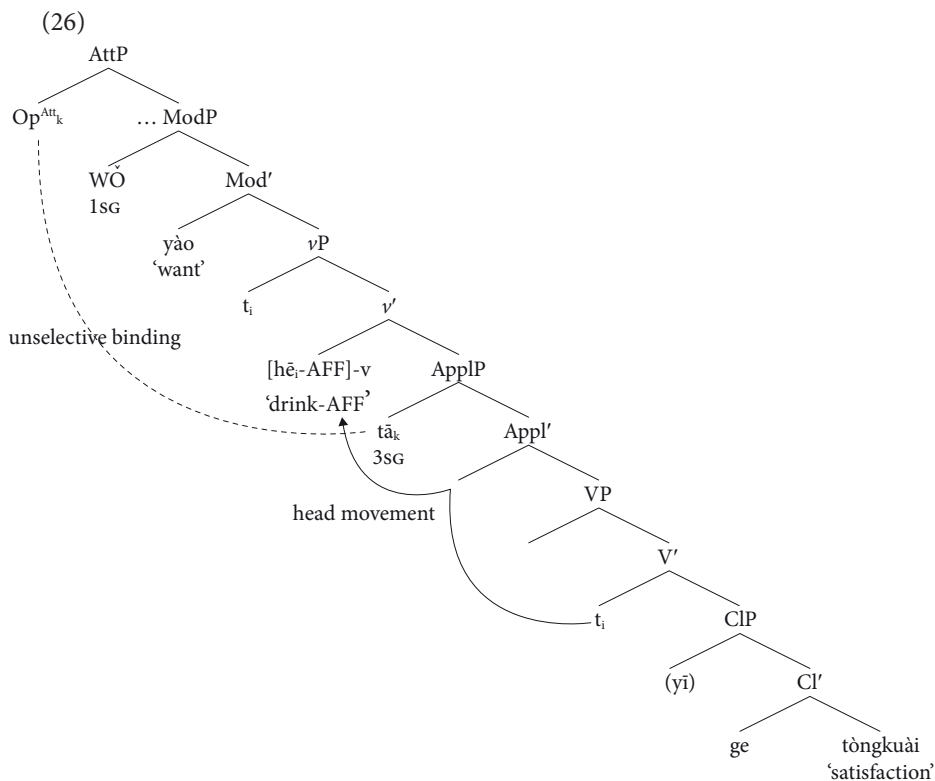 (26)
AttP
Op^Att_k
… ModP
WǑ
1SG
Mod′
yào
‘want’
vP
t_i
v′
unselective binding
[hē_i-AFF]-v
‘drink-AFF’
ApplP
tā_k
3SG
Appl′
head movement
VP
V′
t_i
ClP
(yī)
Cl′
ge
tòngkuài
‘satisfaction’